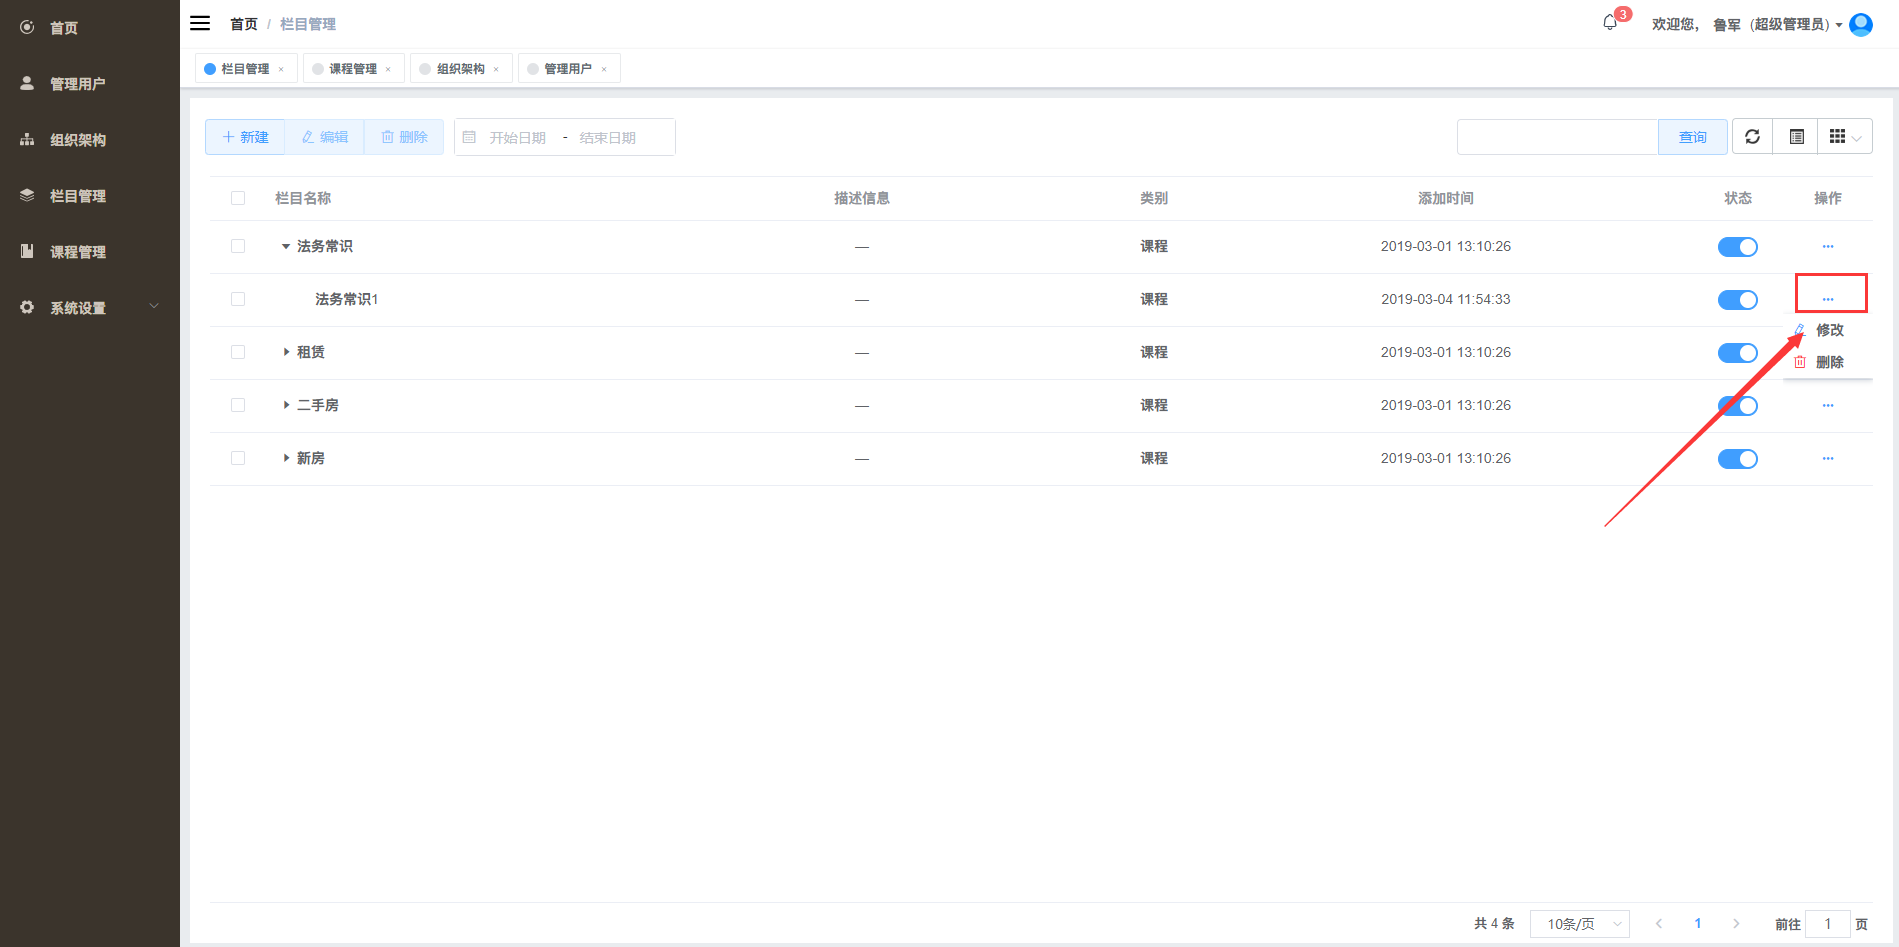 首页
管理用户
组织架构
栏目管理
课程管理
系统设置
首页 / 栏目管理
3
欢迎您， 鲁军（超级管理员）
栏目管理 ×
课程管理 ×
组织架构 ×
管理用户 ×
新建
编辑
删除
开始日期 - 结束日期
查询
栏目名称 描述信息 类别 添加时间 状态 操作
法务常识 — 课程 2019-03-01 13:10:26
法务常识1 — 课程 2019-03-04 11:54:33
修改
租赁 — 课程 2019-03-01 13:10:26
删除
二手房 — 课程 2019-03-01 13:10:26
新房 — 课程 2019-03-01 13:10:26
共 4 条 10条/页 1 前往 1 页